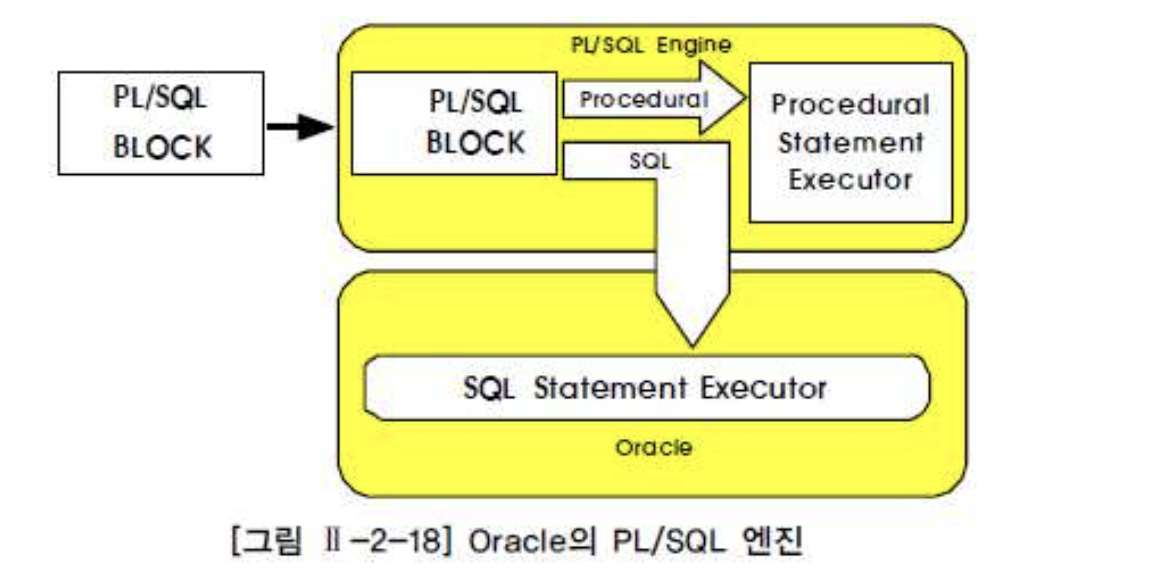 PL/SQL Engine
PL/SQL
BLOCK
PL/SQL
BLOCK
Procedural
SQL
Procedural
Statement
Executor
SQL Statement Executor
Oracle
[그림 Ⅱ-2-18] Oracle의 PL/SQL 엔진